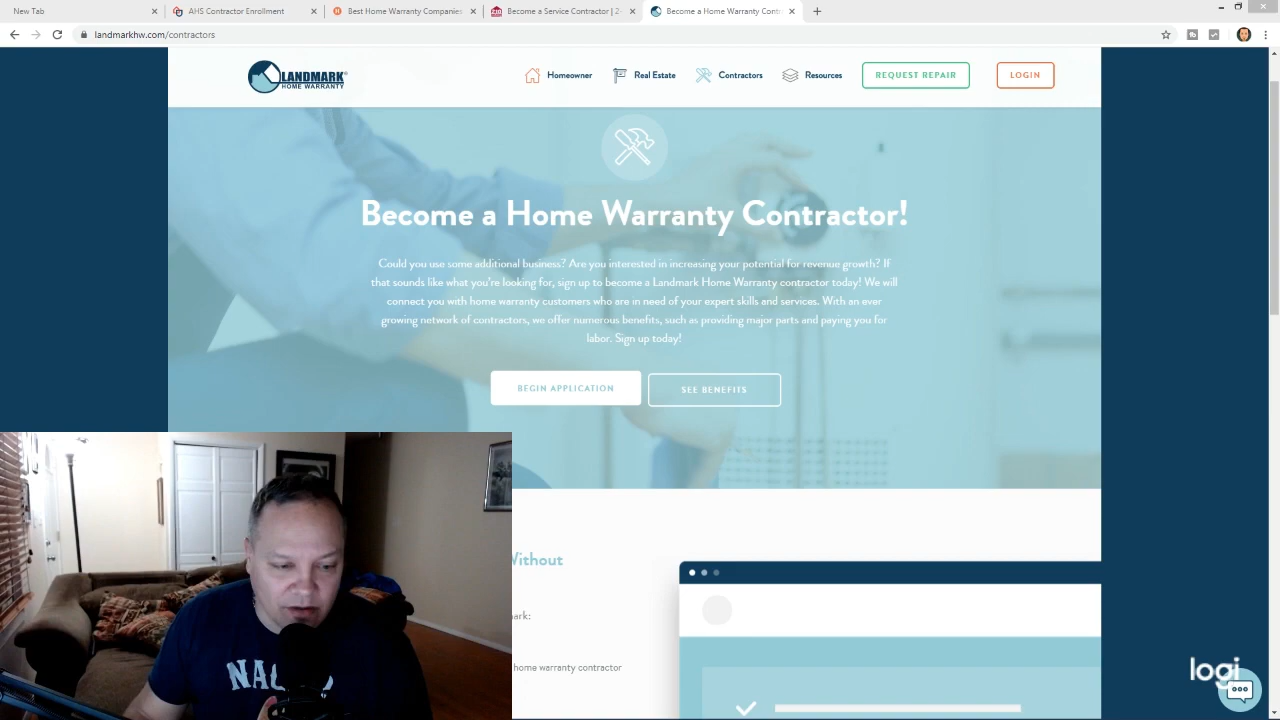 New Tab
AHS Contractor Enrollment
Best Home Warranty Companies
Become a Service Contractor | 2-
Become a Home Warranty Cont
landmarkhw.com/contractors
LANDMARK
HOME WARRANTY
Homeowner
Real Estate
Contractors
Resources
REQUEST REPAIR
LOGIN
Become a Home Warranty Contractor!
Could you use some additional business? Are you interested in increasing your potential for revenue growth? If
that sounds like what you're looking for, sign up to become a Landmark Home Warranty contractor today! We will
connect you with home warranty customers who are in need of your expert skills and services. With an ever
growing network of contractors, we offer numerous benefits, such as providing major parts and paying you for
labor. Sign up today!
BEGIN APPLICATION
SEE BENEFITS
Without
mark:
home warranty contractor
logi